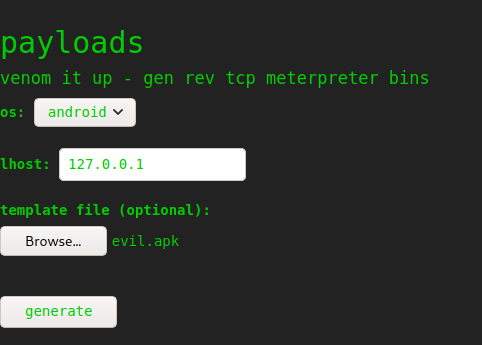 payloads
venom it up - gen rev tcp meterpreter bins
os: android
lhost: 127.0.0.1
template file (optional):
Browse... evil.apk
generate